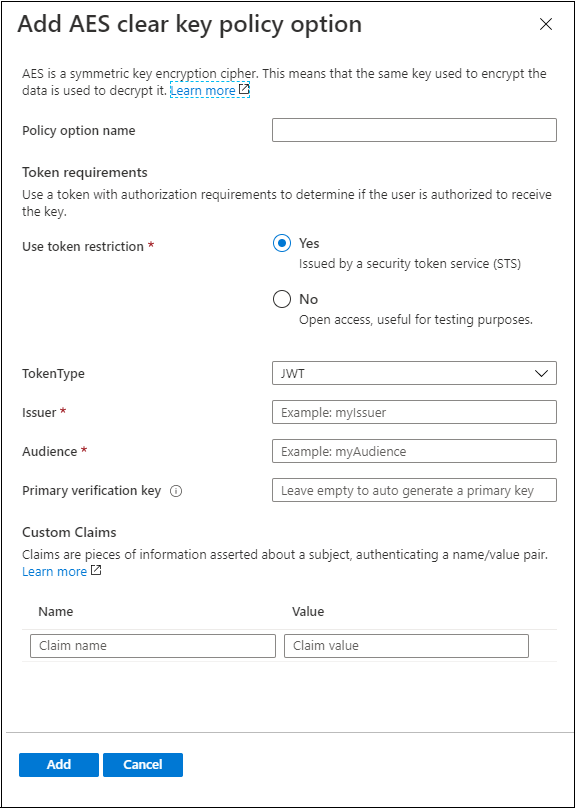 Add AES clear key policy option
AES is a symmetric key encryption cipher. This means that the same key used to encrypt the
data is used to decrypt it. Learn more
Policy option name
Token requirements
Use a token with authorization requirements to determine if the user is authorized to receive
the key.
Use token restriction *
Yes
Issued by a security token service (STS)
No
Open access, useful for testing purposes.
TokenType
JWT
Issuer *
Example: myIssuer
Audience *
Example: myAudience
Primary verification key
Leave empty to auto generate a primary key
Custom Claims
Claims are pieces of information asserted about a subject, authenticating a name/value pair.
Learn more
Name Value
Claim name Claim value
Add Cancel